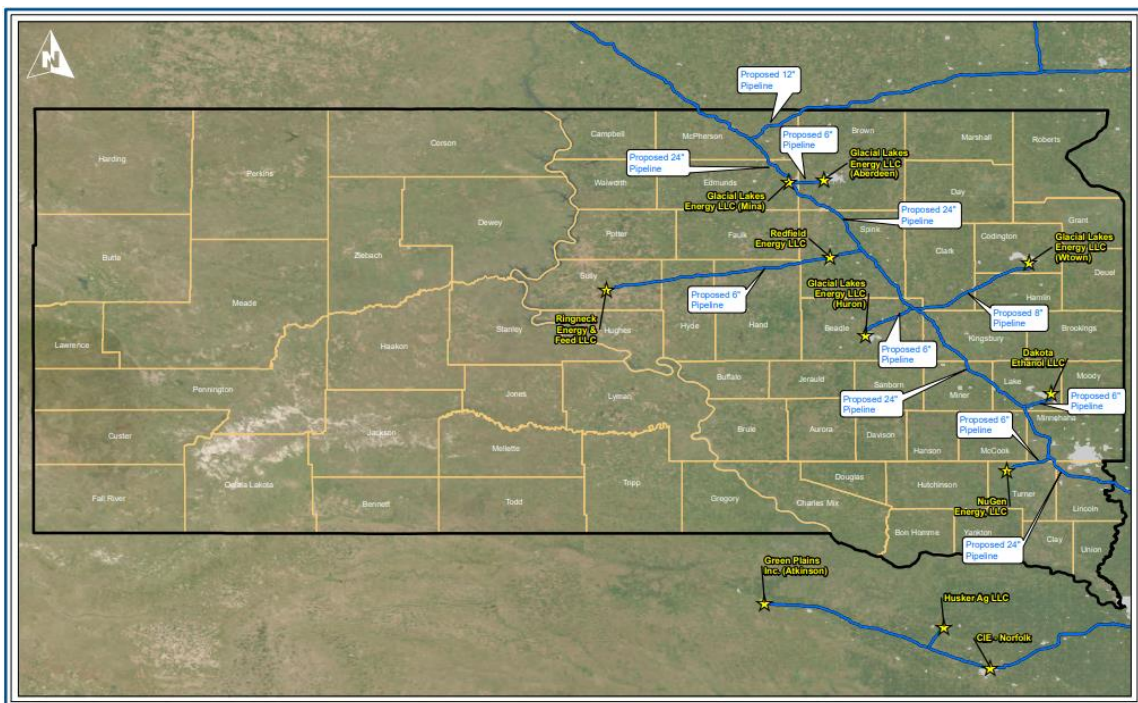 N
Proposed 12"
Pipeline
Harding
Perkins
Corson
Campbell
McPherson
Proposed 6"
Pipeline
Brown
Marshall
Roberts
Proposed 24"
Pipeline
Walworth
Edmunds
Glacial Lakes
Energy LLC
(Aberdeen)
Day
Glacial Lakes
Energy LLC (Mina)
Dewey
Ziebach
Potter
Faulk
Redfield
Energy LLC
Spink
Proposed 24"
Pipeline
Clark
Codington
Grant
Glacial Lakes
Energy LLC
(Wtown)
Deuel
Butte
Meade
Sully
Proposed 6"
Pipeline
Glacial Lakes
Energy LLC
(Huron)
Hamlin
Proposed 8"
Pipeline
Ringneck
Energy &
Feed LLC
Hughes
Hyde
Hand
Beadle
Proposed 6"
Pipeline
Kingsbury
Brookings
Lawrence
Haakon
Stanley
Dakota
Ethanol LLC
Pennington
Jones
Lyman
Buffalo
Jerauld
Sanborn
Miner
Lake
Moody
Proposed 24"
Pipeline
Proposed 6"
Pipeline
Minnehaha
Custer
Jackson
Mellette
Brule
Aurora
Davison
Hanson
McCook
Proposed 6"
Pipeline
Fall River
Oglala Lakota
Bennett
Todd
Tripp
Gregory
Charles Mix
Douglas
Hutchinson
Turner
Lincoln
NuGen
Energy, LLC
Bon Homme
Yankton
Clay
Union
Proposed 24"
Pipeline
Green Plains
Inc. (Atkinson)
Husker Ag LLC
CIE - Norfolk